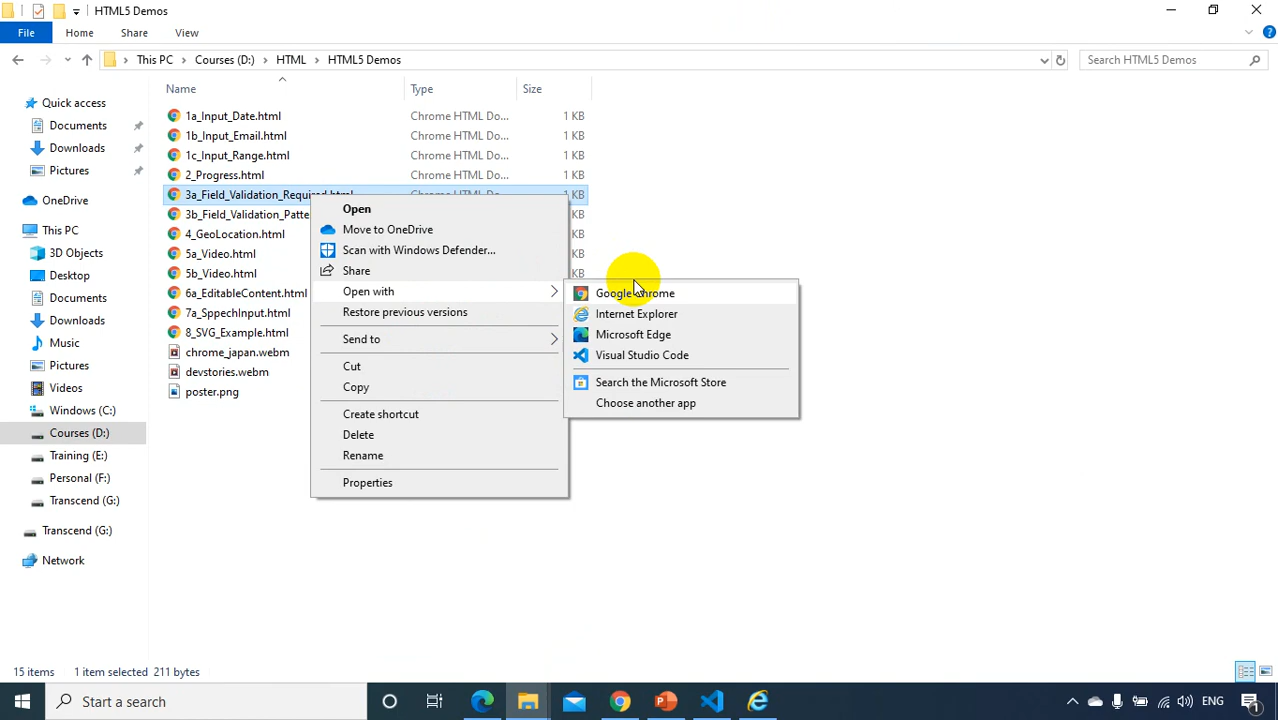 HTML5 Demos
File Home Share View
This PC Courses (D:) HTML HTML5 Demos
Search HTML5 Demos
Name Type Size
Quick access
Documents
Downloads
Pictures
OneDrive
This PC
3D Objects
Desktop
Documents
Downloads
Music
Pictures
Videos
Windows (C:)
Courses (D:)
Training (E:)
Personal (F:)
Transcend (G:)
Transcend (G:)
Network
1a_Input_Date.html Chrome HTML Do... 1 KB
1b_Input_Email.html Chrome HTML Do... 1 KB
1c_Input_Range.html Chrome HTML Do... 1 KB
2_Progress.html Chrome HTML Do... 1 KB
3a_Field_Validation_Required.html Chrome HTML Do... 1 KB
3b_Field_Validation_Patte KB
4_GeoLocation.html KB
5a_Video.html KB
5b_Video.html KB
6a_EditableContent.html
7a_SppechInput.html
8_SVG_Example.html
chrome_japan.webm
devstories.webm
poster.png
Open
Move to OneDrive
Scan with Windows Defender...
Share
Open with
Restore previous versions
Send to
Cut
Copy
Create shortcut
Delete
Rename
Properties
Google Chrome
Internet Explorer
Microsoft Edge
Visual Studio Code
Search the Microsoft Store
Choose another app
15 items 1 item selected 211 bytes
Start a search
ENG
1